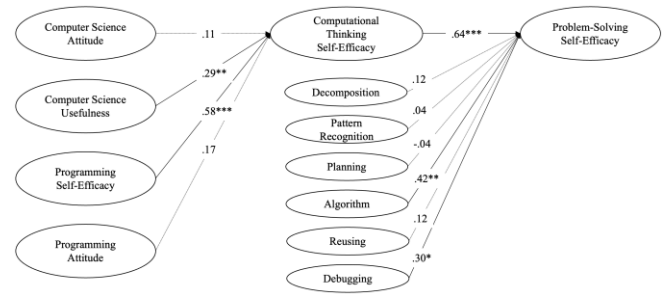 Computer Science
Attitude
Computer Science
Usefulness
Programming
Self-Efficacy
Programming
Attitude
.11
.29**
.58***
.17
Computational
Thinking
Self-Efficacy
.64***
Problem-Solving
Self-Efficacy
Decomposition
.12
Pattern
Recognition
.04
Planning
-.04
Algorithm
.42**
Reusing
.12
Debugging
.30*